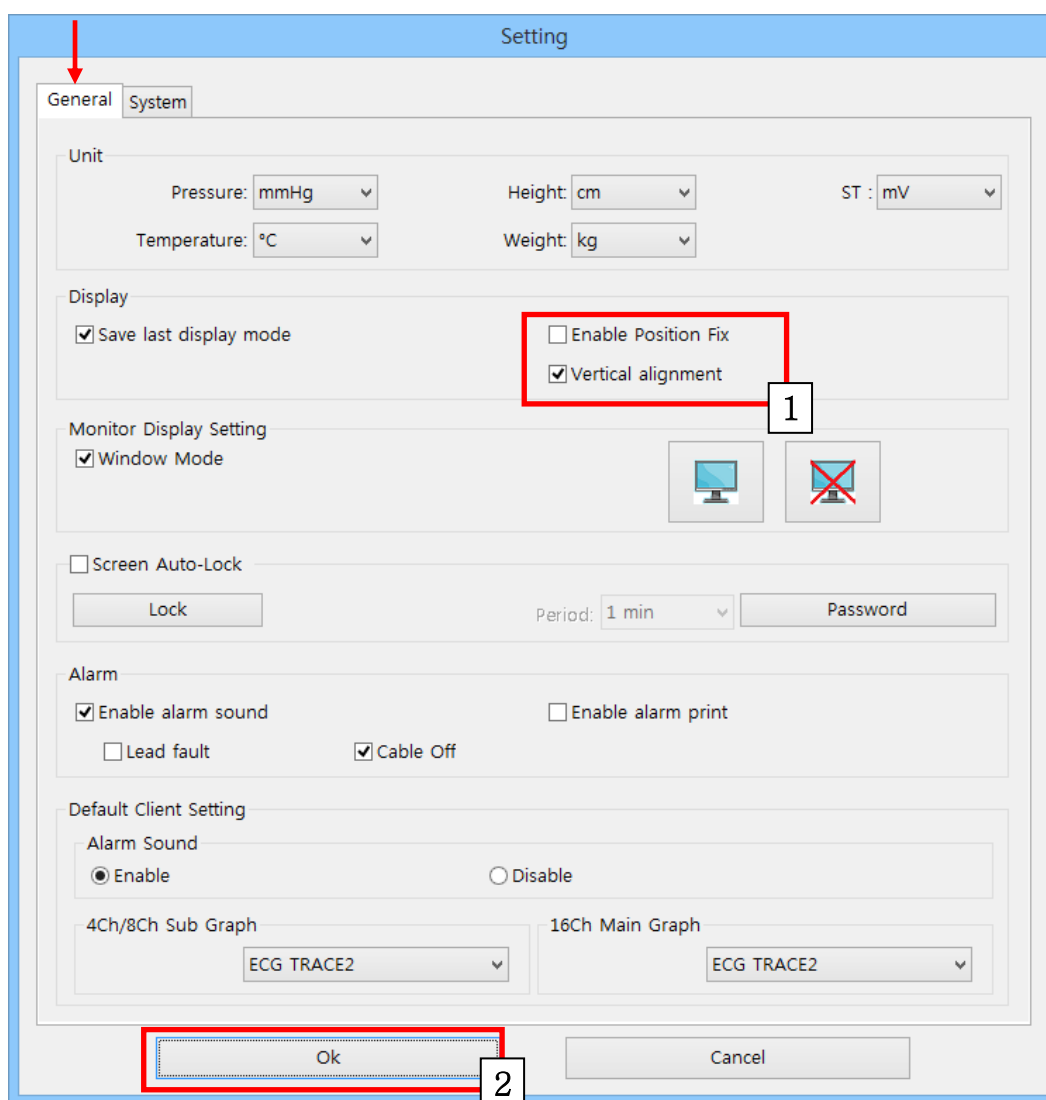 Setting
General System
Unit
Pressure: mmHg Height: cm ST : mV
Temperature: °C Weight: kg
Display
Save last display mode Enable Position Fix
Vertical alignment
1
Monitor Display Setting
Window Mode
Screen Auto-Lock
Lock Period: 1 min Password
Alarm
Enable alarm sound Enable alarm print
Lead fault Cable Off
Default Client Setting
Alarm Sound
Enable Disable
4Ch/8Ch Sub Graph 16Ch Main Graph
ECG TRACE2 ECG TRACE2
Ok Cancel
2